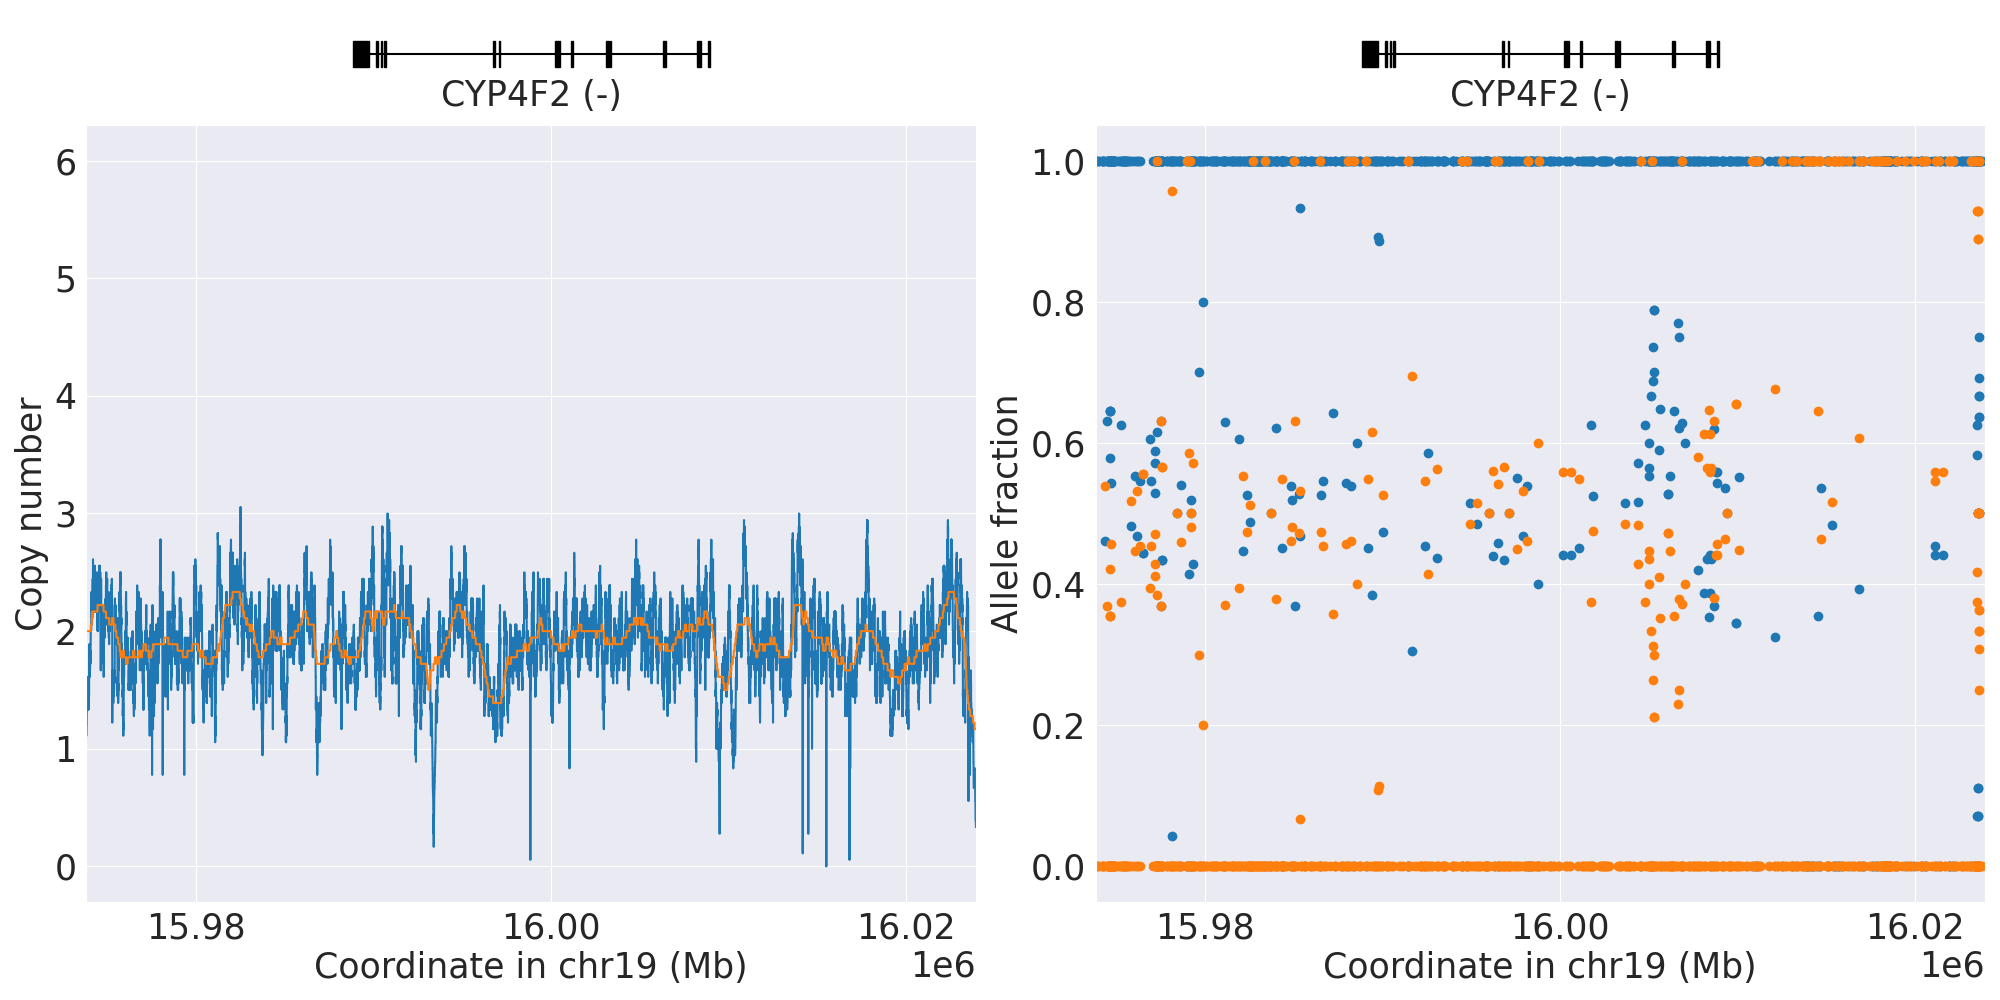 CYP4F2 (-)
6
5
4
3
2
1
0
Copy number
15.98
16.00
16.02
Coordinate in chr19 (Mb)
1e6
CYP4F2 (-)
1.0
0.8
0.6
0.4
0.2
0.0
Allele fraction
15.98
16.00
16.02
Coordinate in chr19 (Mb)
1e6